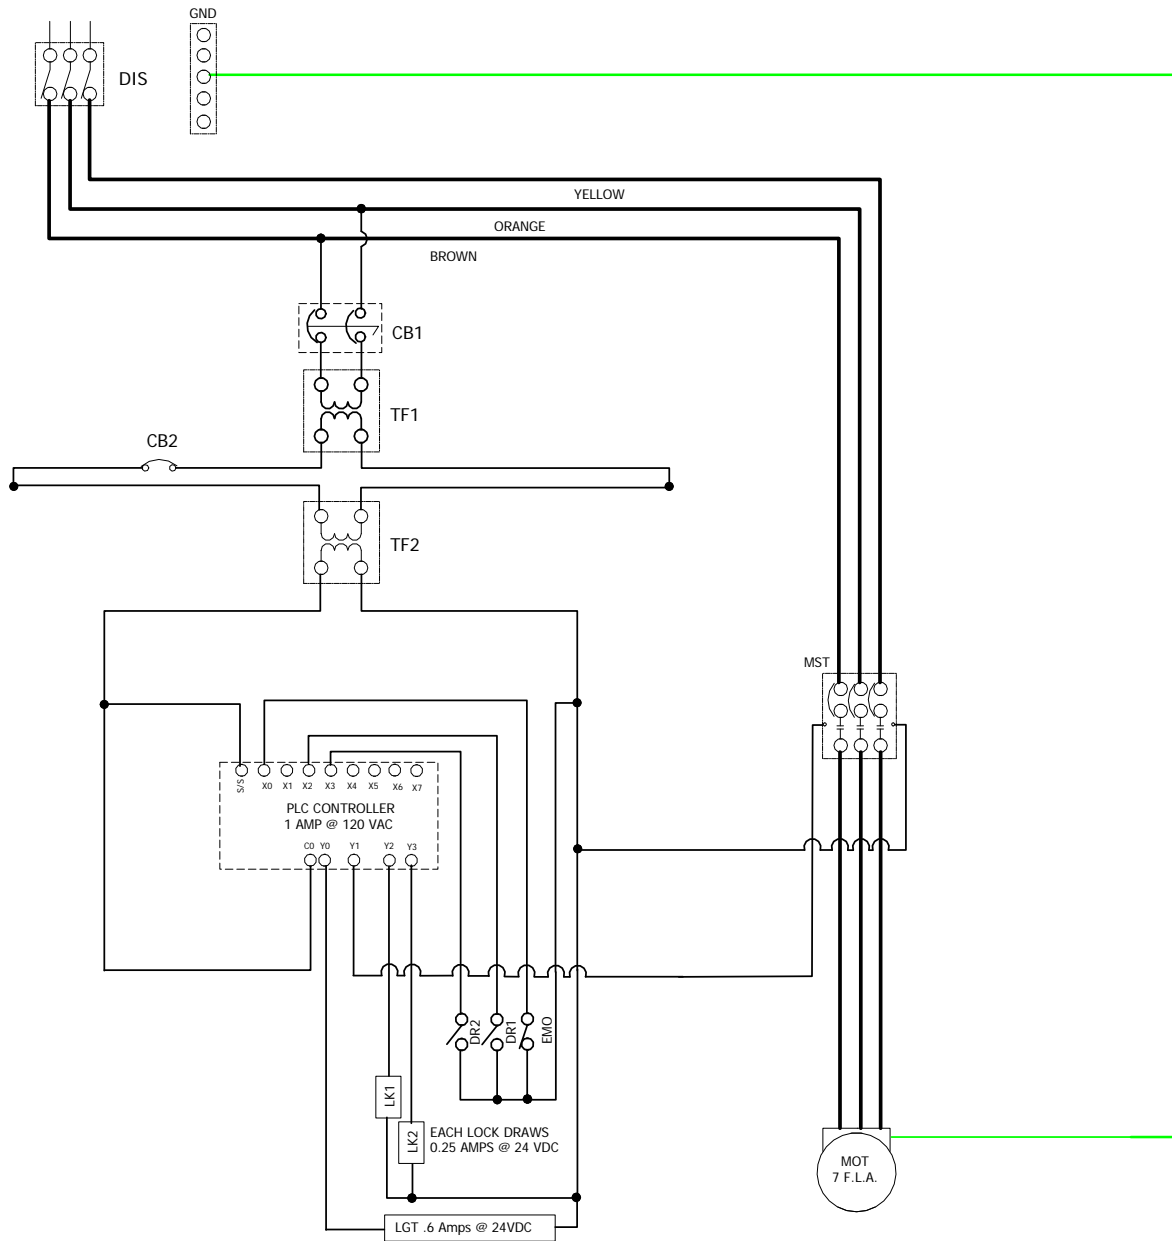 GND
DIS
YELLOW
ORANGE
BROWN
CB1
TF1
CB2
TF2
MST
S/S X0 X1 X2 X3 X4 X5 X6 X7
PLC CONTROLLER
1 AMP @ 120 VAC
C0 Y0 Y1 Y2 Y3
DR2
DR1
EMO
LK1
LK2
EACH LOCK DRAWS
0.25 AMPS @ 24 VDC
MOT
7 F.L.A.
LGT .6 Amps @ 24VDC